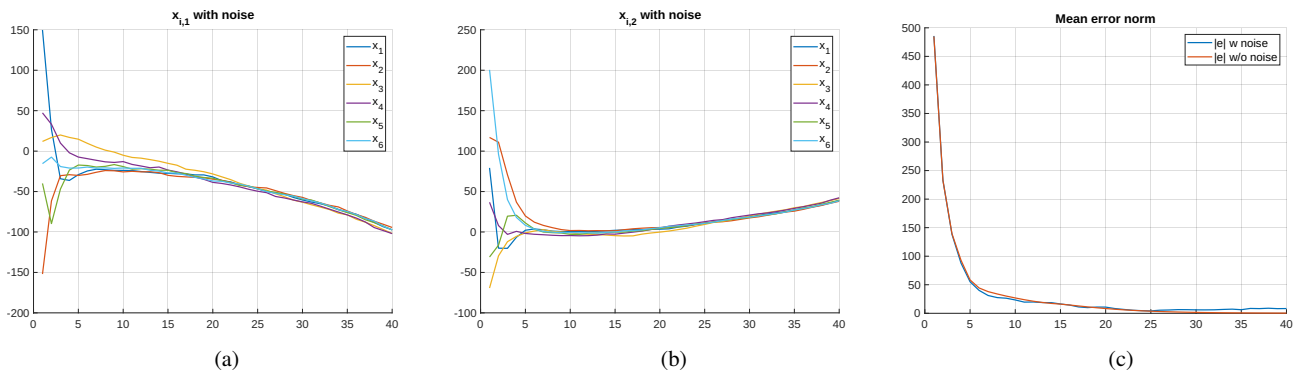 x_{i,1} with noise
150
100
50
0
-50
-100
-150
-200
0 5 10 15 20 25 30 35 40
x_1
x_2
x_3
x_4
x_5
x_6
(a)
x_{i,2} with noise
250
200
150
100
50
0
-50
-100
0 5 10 15 20 25 30 35 40
x_1
x_2
x_3
x_4
x_5
x_6
(b)
Mean error norm
500
450
400
350
300
250
200
150
100
50
0
0 5 10 15 20 25 30 35 40
|e| w noise
|e| w/o noise
(c)